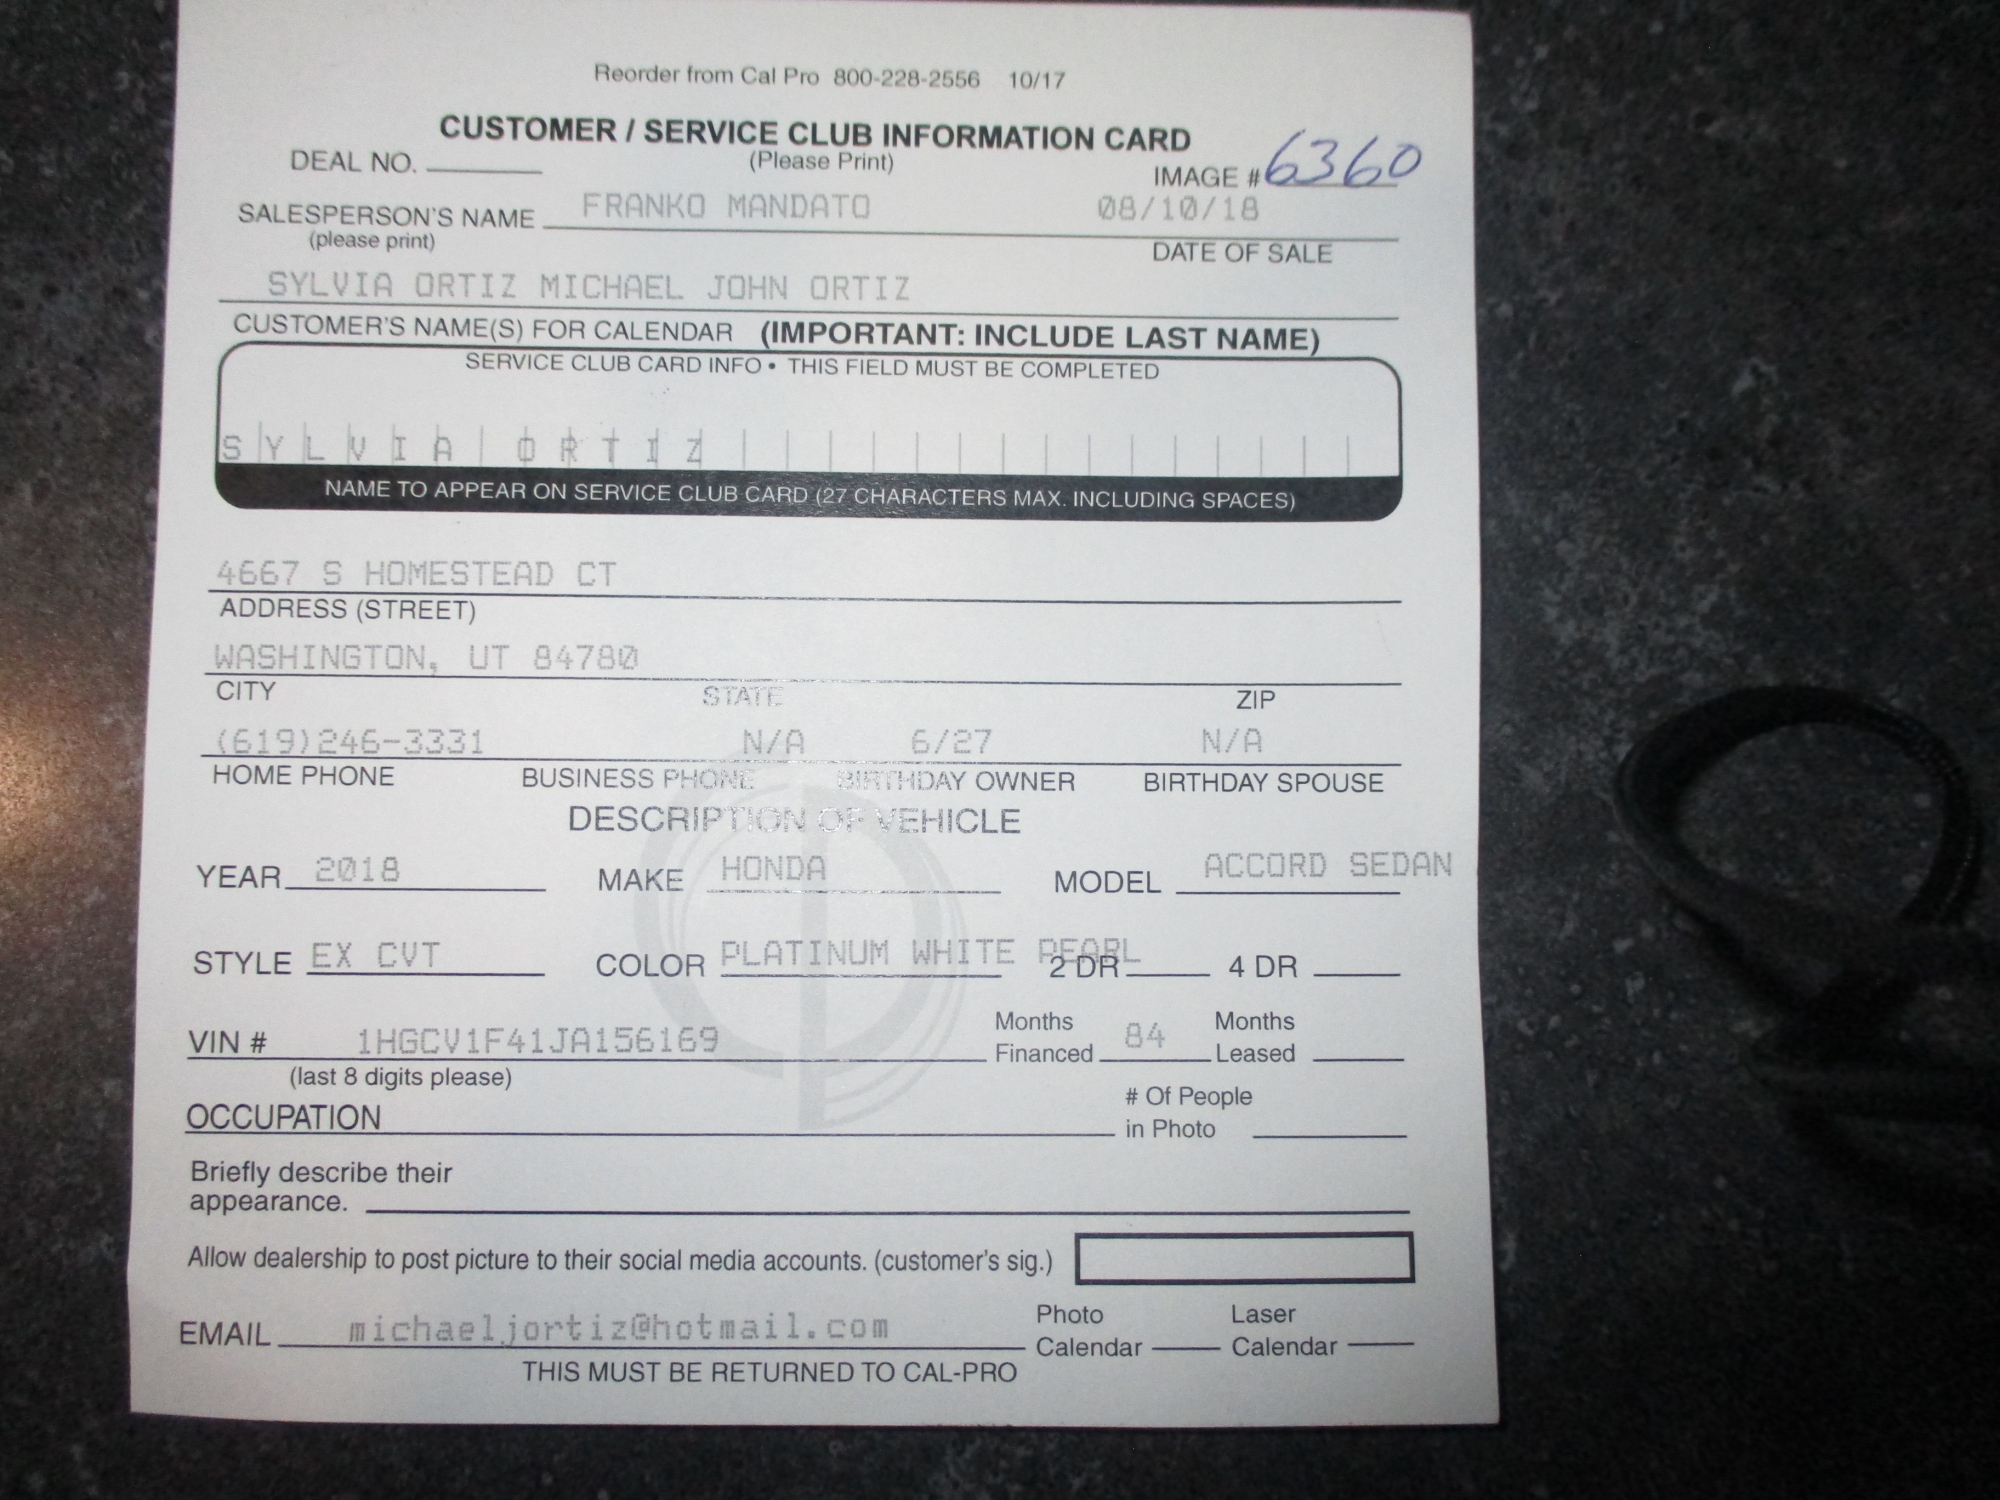 Reorder from Cal Pro 800-228-2556 10/17
CUSTOMER / SERVICE CLUB INFORMATION CARD
DEAL NO. (Please Print) IMAGE # 6360
SALESPERSON'S NAME FRANKO MANDATO 08/10/18
(please print) DATE OF SALE
SYLVIA ORTIZ MICHAEL JOHN ORTIZ
CUSTOMER'S NAME(S) FOR CALENDAR (IMPORTANT: INCLUDE LAST NAME)
SERVICE CLUB CARD INFO • THIS FIELD MUST BE COMPLETED
SYLVIA ORTIZ
NAME TO APPEAR ON SERVICE CLUB CARD (27 CHARACTERS MAX. INCLUDING SPACES)
4667 S HOMESTEAD CT
ADDRESS (STREET)
WASHINGTON, UT 84780
CITY STATE ZIP
(619)246-3331 N/A 6/27 N/A
HOME PHONE BUSINESS PHONE BIRTHDAY OWNER BIRTHDAY SPOUSE
DESCRIPTION OF VEHICLE
YEAR 2018 MAKE HONDA MODEL ACCORD SEDAN
STYLE EX CVT COLOR PLATINUM WHITE PEARL 2 DR 4 DR
VIN # 1HGCV1F41JA156169 Months Financed 84 Months Leased
(last 8 digits please)
OCCUPATION # Of People in Photo
Briefly describe their
appearance.
Allow dealership to post picture to their social media accounts. (customer's sig.)
EMAIL michaeljortiz@hotmail.com Photo Calendar Laser Calendar
THIS MUST BE RETURNED TO CAL-PRO